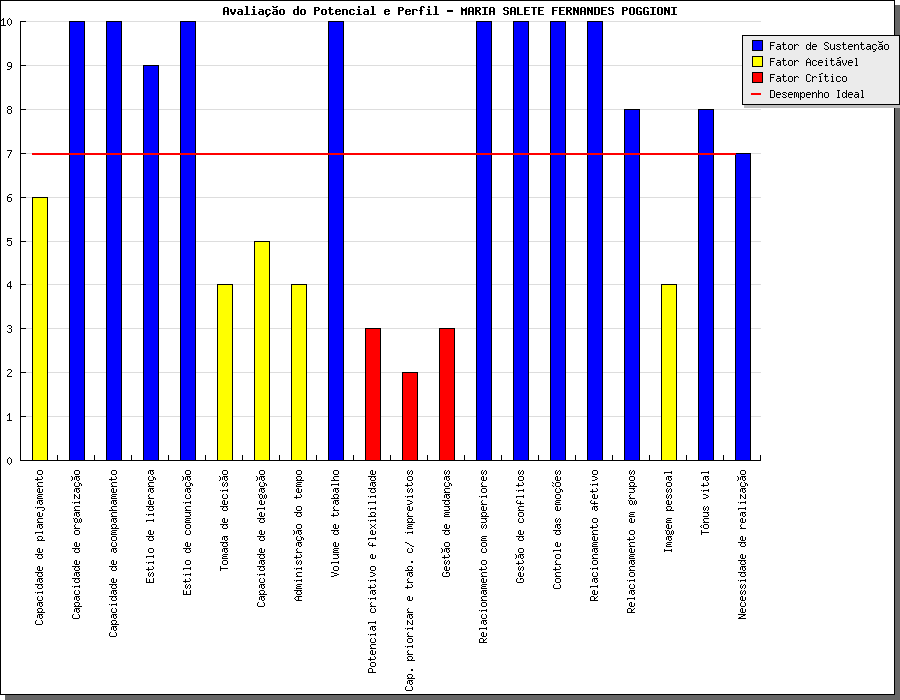 Avaliação do Potencial e Perfil - MARIA SALETE FERNANDES POGGIONI
Fator de Sustentação
Fator Aceitável
Fator Crítico
Desempenho Ideal
10
9
8
7
6
5
4
3
2
1
0
Capacidade de planejamento
Capacidade de organização
Capacidade de acompanhamento
Estilo de liderança
Estilo de comunicação
Tomada de decisão
Capacidade de delegação
Administração do tempo
Volume de trabalho
Potencial criativo e flexibilidade
Cap. priorizar e trab. c/ imprevistos
Gestão de mudanças
Relacionamento com superiores
Gestão de conflitos
Controle das emoções
Relacionamento afetivo
Relacionamento em grupos
Imagem pessoal
Tônus vital
Necessidade de realização